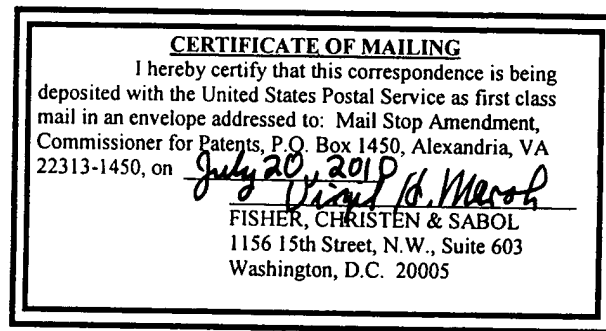 CERTIFICATE OF MAILING
I hereby certify that this correspondence is being
deposited with the United States Postal Service as first class
mail in an envelope addressed to: Mail Stop Amendment,
Commissioner for Patents, P.O. Box 1450, Alexandria, VA
22313-1450, on July 20, 2010
Virgil H. Marsh
FISHER, CHRISTEN & SABOL
1156 15th Street, N.W., Suite 603
Washington, D.C. 20005